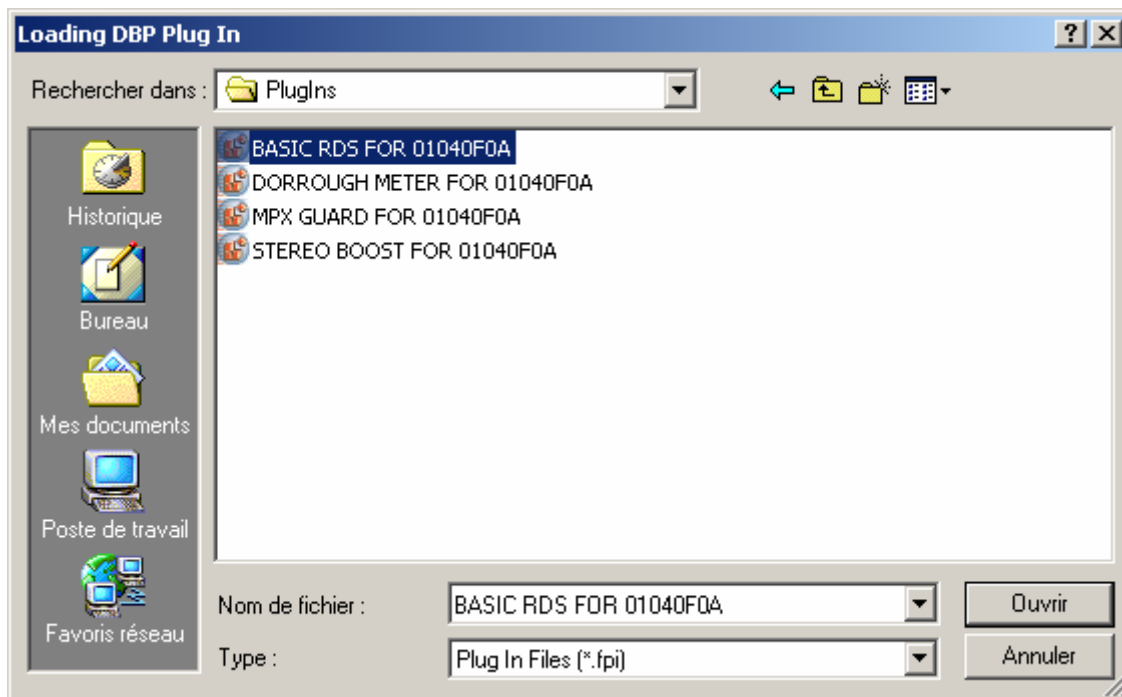 Loading DBP Plug In
Rechercher dans : PlugIns
BASIC RDS FOR 01040F0A
DORROUGH METER FOR 01040F0A
MPX GUARD FOR 01040F0A
STEREO BOOST FOR 01040F0A
Historique
Bureau
Mes documents
Poste de travail
Favoris réseau
Nom de fichier : BASIC RDS FOR 01040F0A Ouvrir
Type : Plug In Files (*.fpi) Annuler